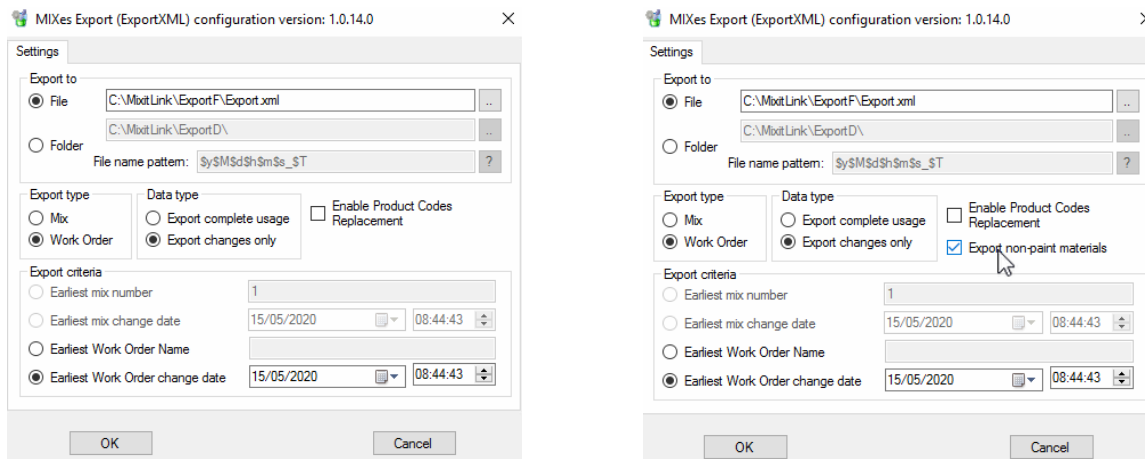 MIXes Export (ExportXML) configuration version: 1.0.14.0
Settings
Export to
File
C:\MixitLink\ExportF\Export.xml
..
Folder
C:\MixitLink\ExportD\
..
File name pattern:
$y$M$d$h$m$s_$T
?
Export type
Mix
Work Order
Data type
Export complete usage
Export changes only
Enable Product Codes
Replacement
Export criteria
Earliest mix number
1
Earliest mix change date
15/05/2020
08:44:43
Earliest Work Order Name
Earliest Work Order change date
15/05/2020
08:44:43
OK
Cancel
MIXes Export (ExportXML) configuration version: 1.0.14.0
Settings
Export to
File
C:\MixitLink\ExportF\Export.xml
..
Folder
C:\MixitLink\ExportD\
..
File name pattern:
$y$M$d$h$m$s_$T
?
Export type
Mix
Work Order
Data type
Export complete usage
Export changes only
Enable Product Codes
Replacement
Export non-paint materials
Export criteria
Earliest mix number
1
Earliest mix change date
15/05/2020
08:44:43
Earliest Work Order Name
Earliest Work Order change date
15/05/2020
08:44:43
OK
Cancel